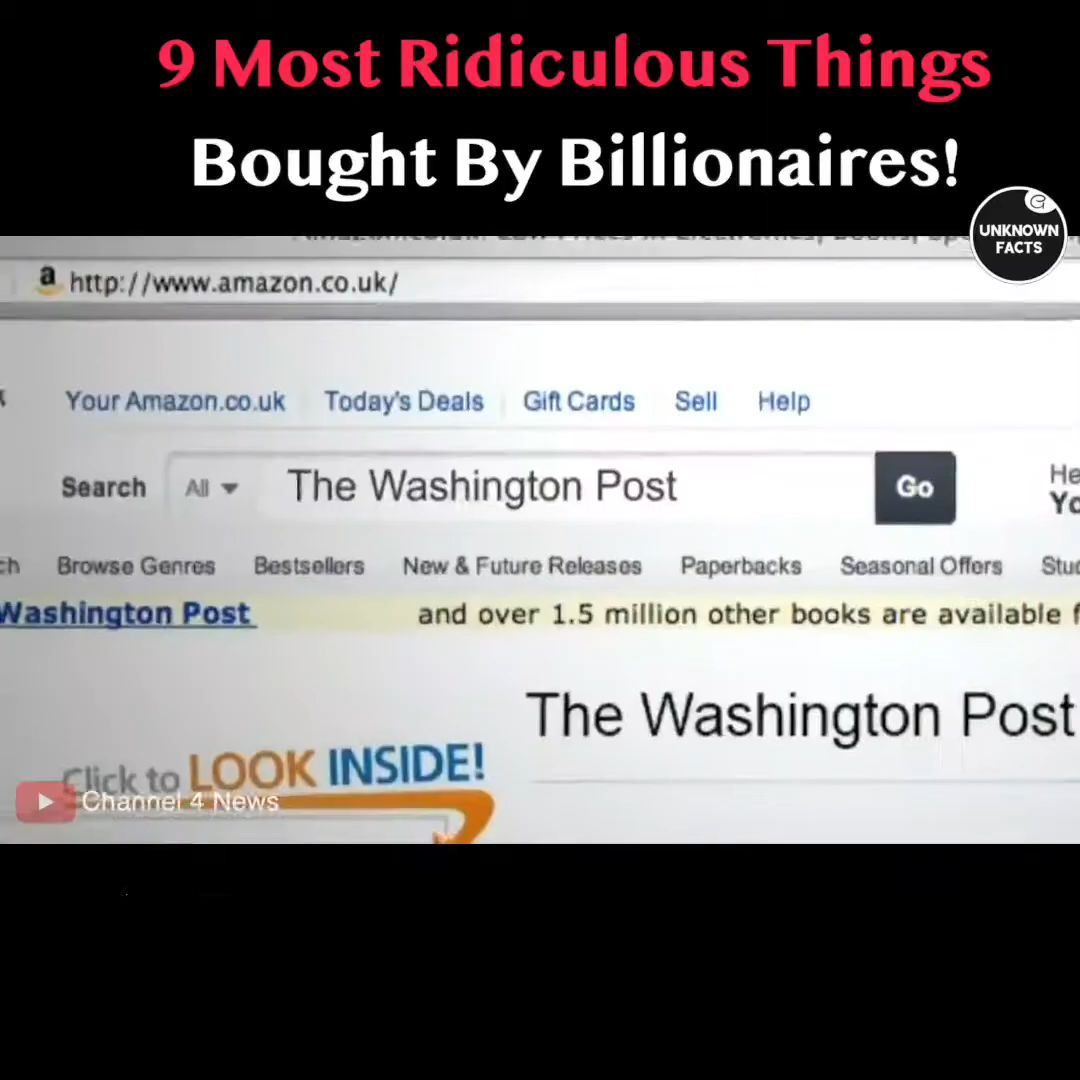 9 Most Ridiculous Things
Bought By Billionaires!
UNKNOWN
FACTS
http://www.amazon.co.uk/
Your Amazon.co.uk Today's Deals Gift Cards Sell Help
Search All The Washington Post Go
Browse Genres Bestsellers New & Future Releases Paperbacks Seasonal Offers
Washington Post and over 1.5 million other books are available
The Washington Post
Click to LOOK INSIDE!
Channel 4 News